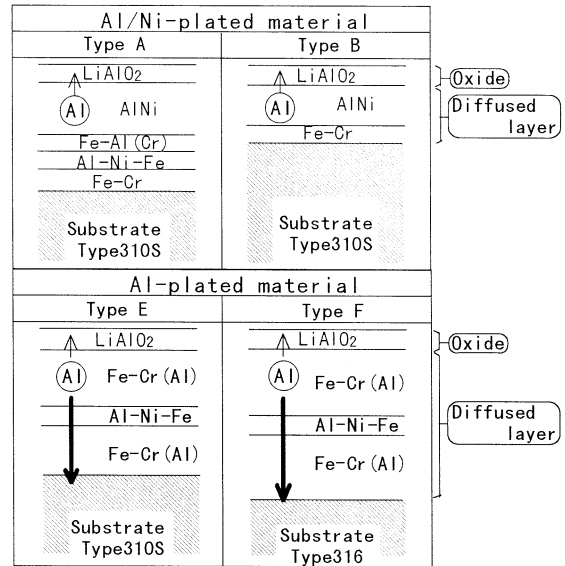 Al/Ni-plated material
Type A
Type B
LiAlO2
Al
AlNi
Fe-Al(Cr)
Al-Ni-Fe
Fe-Cr
Substrate
Type310S
LiAlO2
Al
AlNi
Fe-Cr
Substrate
Type310S
Oxide
Diffused
layer
Al-plated material
Type E
Type F
LiAlO2
Al
Fe-Cr(Al)
Al-Ni-Fe
Fe-Cr(Al)
Substrate
Type310S
LiAlO2
Al
Fe-Cr(Al)
Al-Ni-Fe
Fe-Cr(Al)
Substrate
Type316
Oxide
Diffused
layer